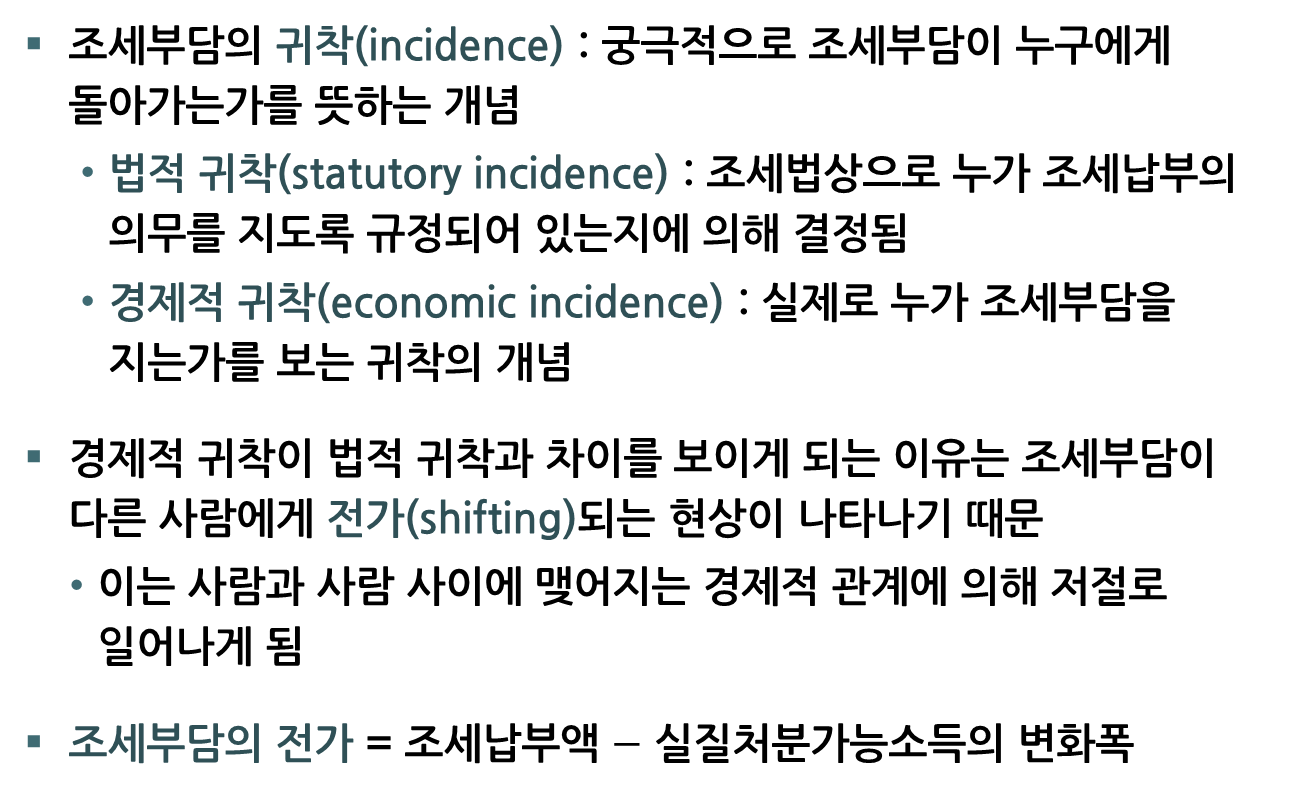 ▪ 조세부담의 귀착(incidence) : 궁극적으로 조세부담이 누구에게
돌아가는가를 뜻하는 개념
• 법적 귀착(statutory incidence) : 조세법상으로 누가 조세납부의
의무를 지도록 규정되어 있는지에 의해 결정됨
• 경제적 귀착(economic incidence) : 실제로 누가 조세부담을
지는가를 보는 귀착의 개념
▪ 경제적 귀착이 법적 귀착과 차이를 보이게 되는 이유는 조세부담이
다른 사람에게 전가(shifting)되는 현상이 나타나기 때문
• 이는 사람과 사람 사이에 맺어지는 경제적 관계에 의해 저절로
일어나게 됨
▪ 조세부담의 전가 = 조세납부액 – 실질처분가능소득의 변화폭